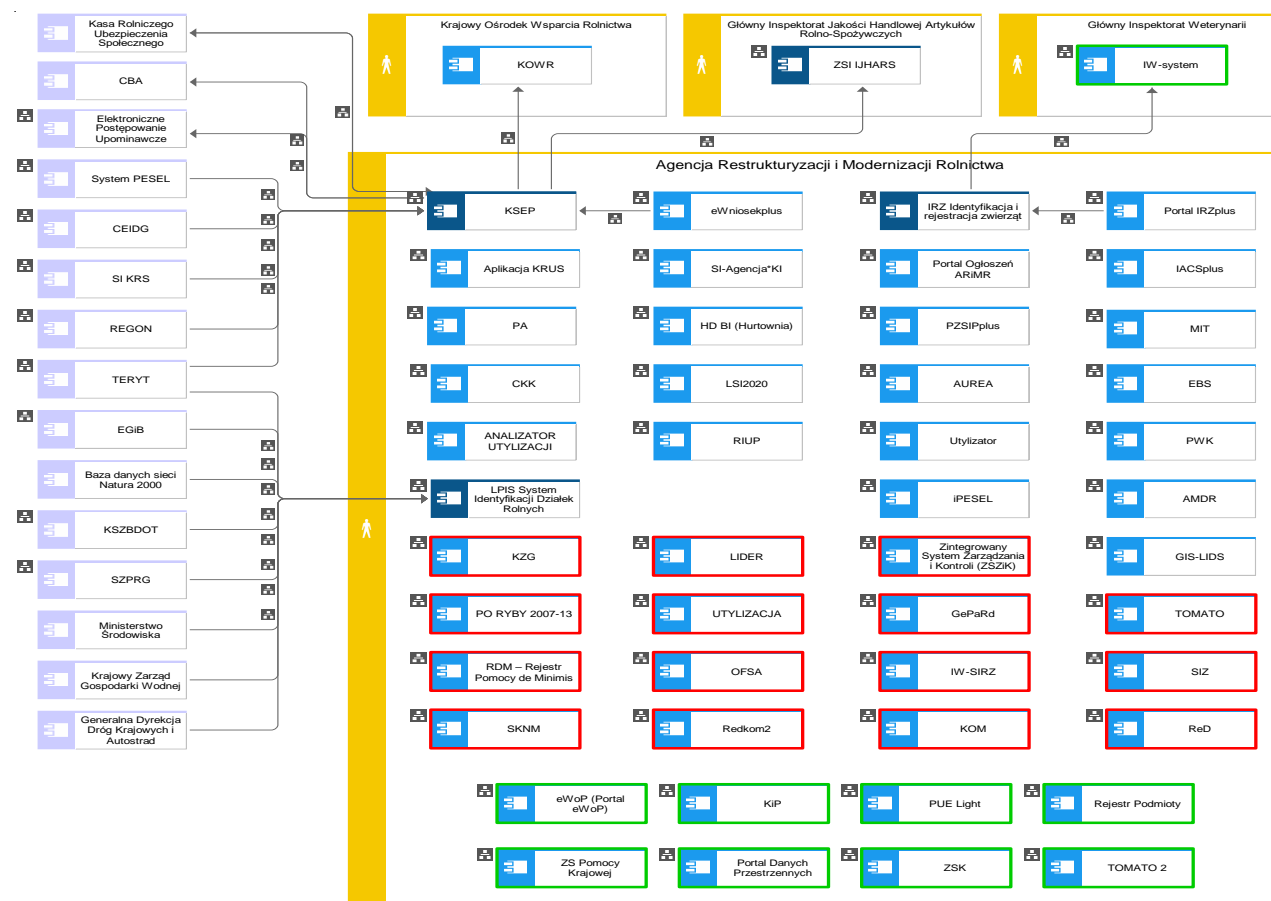 Kasa Rolniczego
Ubezpieczenia
Społecznego
CBA
Elektroniczne
Postępowanie
Upominawcze
System PESEL
CEIDG
SI KRS
REGON
TERYT
EGiB
Baza danych sieci
Natura 2000
KSZBDOT
SZPRG
Ministerstwo
Środowiska
Krajowy Zarząd
Gospodarki Wodnej
Generalna Dyrekcja
Dróg Krajowych i
Autostrad
Krajowy Ośrodek Wsparcia Rolnictwa
KOWR
Główny Inspektorat Jakości Handlowej Artykułów
Rolno-Spożywczych
ZSI IJHARS
Główny Inspektorat Weterynarii
IW-system
Agencja Restrukturyzacji i Modernizacji Rolnictwa
KSEP
eWniosekplus
IRZ Identyfikacja i
rejestracja zwierząt
Portal IRZplus
Aplikacja KRUS
SI-Agencja*KI
Portal Ogłoszeń
ARiMR
IACSplus
PA
HD BI (Hurtownia)
PZSIPplus
MIT
CKK
LSI2020
AUREA
EBS
ANALIZATOR
UTYLIZACJI
RIUP
Utylizator
PWK
LPIS System
Identyfikacji Działek
Rolnych
iPESEL
AMDR
KZG
LIDER
Zintegrowany
System Zarządzania
i Kontroli (ZSZiK)
GIS-LIDS
PO RYBY 2007-13
UTYLIZACJA
GePaRd
TOMATO
RDM – Rejestr
Pomocy de Minimis
OFSA
IW-SIRZ
SIZ
SKNM
Redkom2
KOM
ReD
eWoP (Portal
eWoP)
KiP
PUE Light
Rejestr Podmioty
ZS Pomocy
Krajowej
Portal Danych
Przestrzennych
ZSK
TOMATO 2